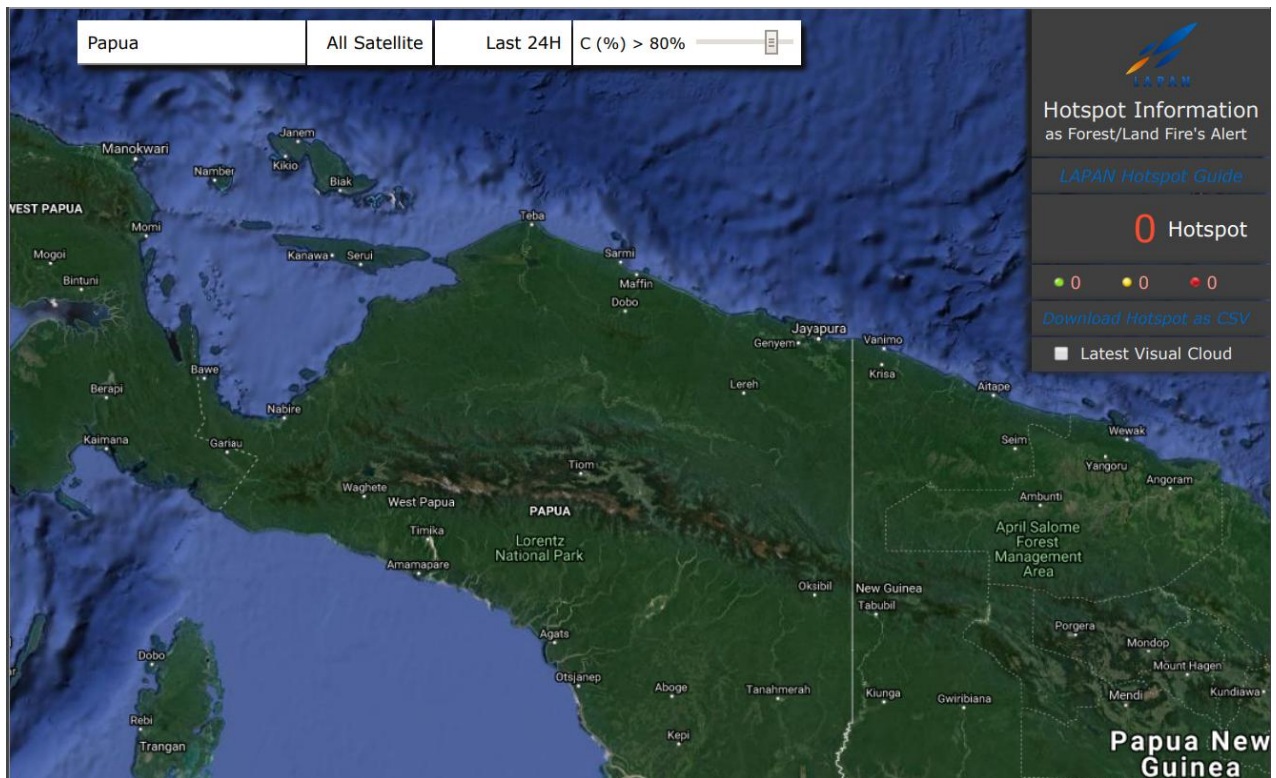 Papua
All Satellite
Last 24H
C (%) > 80%
LAPAN
Hotspot Information
as Forest/Land Fire's Alert
LAPAN Hotspot Guide
0 Hotspot
0 0 0
Download Hotspot as CSV
Latest Visual Cloud
Janem
Manokwari
Kikio
Namber
Biak
WEST PAPUA
Teba
Momi
Mogoi
Kanawa
Serui
Sarmi
Bintuni
Maffin
Dobo
Jayapura
Genyem
Vanimo
Bawe
Krisa
Berapi
Lereh
Aitape
Nabire
Kaimana
Gariau
Seim
Wewak
Yangoru
Tiom
Angoram
Waghete
West Papua
PAPUA
Ambunti
Timika
Lorentz
National Park
April Salome
Forest
Management
Area
Amamapare
Oksibil
New Guinea
Tabubil
Porgera
Agats
Mondop
Dobo
Mount Hagen
Otsjanep
Aboge
Tanahmerah
Kiunga
Gwiribiana
Mendi
Kundiawa
Rebi
Kepi
Trangan
Papua New
Guinea